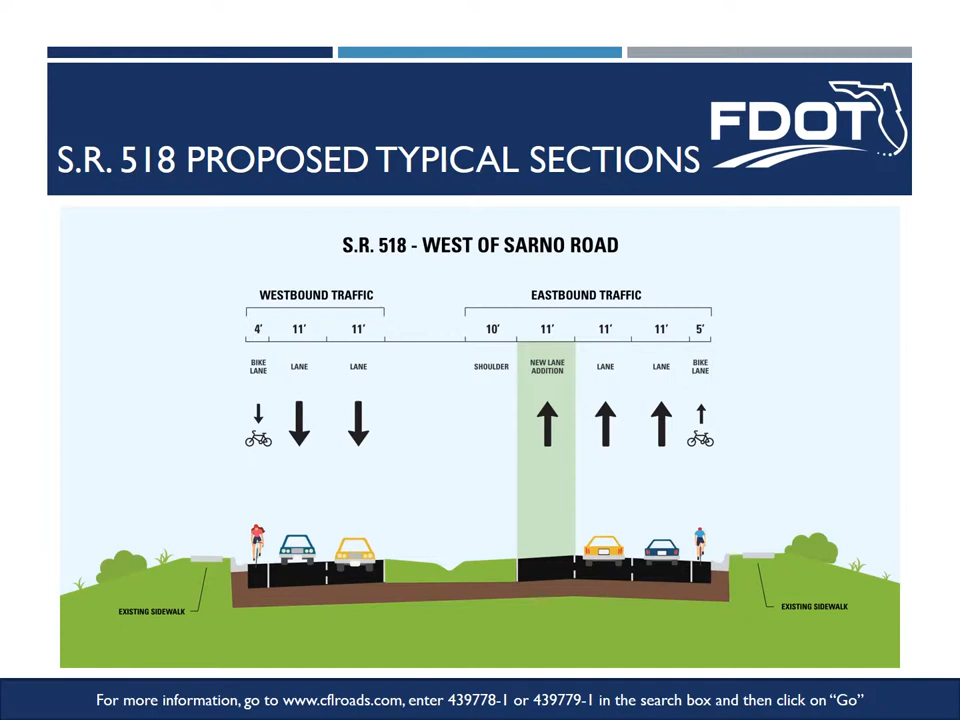 FDOT
S.R. 518 PROPOSED TYPICAL SECTIONS
S.R. 518 - WEST OF SARNO ROAD
WESTBOUND TRAFFIC
EASTBOUND TRAFFIC
4' 11' 11' 10' 11' 11' 11' 5'
BIKE LANE
LANE
LANE
SHOULDER
NEW LANE ADDITION
LANE
LANE
BIKE LANE
EXISTING SIDEWALK
EXISTING SIDEWALK
For more information, go to www.cflroads.com, enter 439778-1 or 439779-1 in the search box and then click on “Go”